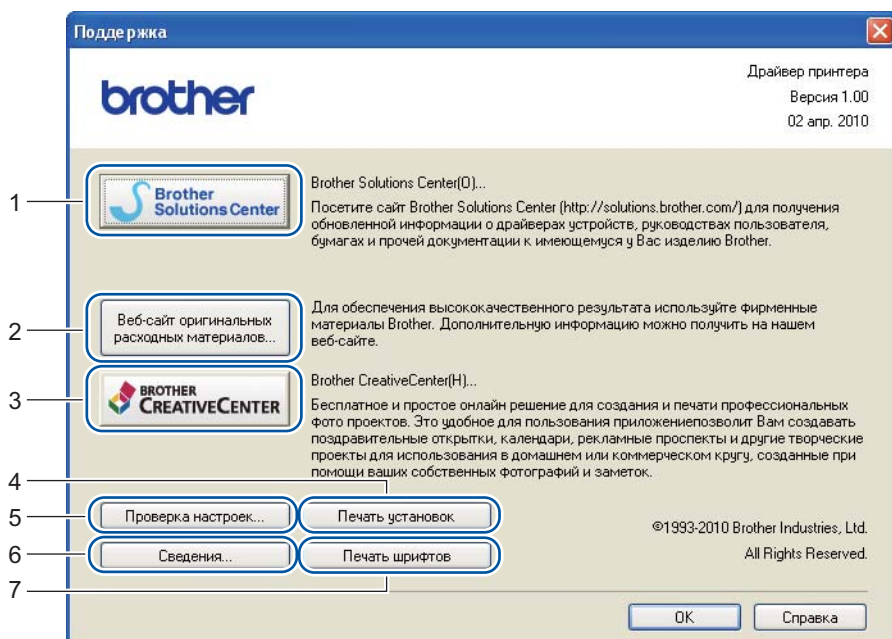 Поддержка
brother
Драйвер принтера
Версия 1.00
02 апр. 2010
1
Brother
Solutions Center
Brother Solutions Center(O)...
Посетите сайт Brother Solutions Center (http://solutions.brother.com/) для получения
обновленной информации о драйверах устройств, руководствах пользователя,
бумагах и прочей документации к имеющемуся у Вас изделию Brother.
2
Веб-сайт оригинальных
расходных материалов...
Для обеспечения высококачественного результата используйте фирменные
материалы Brother. Дополнительную информацию можно получить на нашем
веб-сайте.
3
BROTHER
CREATIVECENTER
Brother CreativeCenter(H)...
Бесплатное и простое онлайн решение для создания и печати профессиональных
фото проектов. Это удобное для пользования приложениепозволит Вам создавать
поздравительные открытки, календари, рекламные проспекты и другие творческие
проекты для использования в домашнем или коммерческом кругу, созданные при
помощи ваших собственных фотографий и заметок.
4
5
Проверка настроек...
Печать установок
©1993-2010 Brother Industries, Ltd.
6
Сведения...
Печать шрифтов
All Rights Reserved.
7
OK
Справка